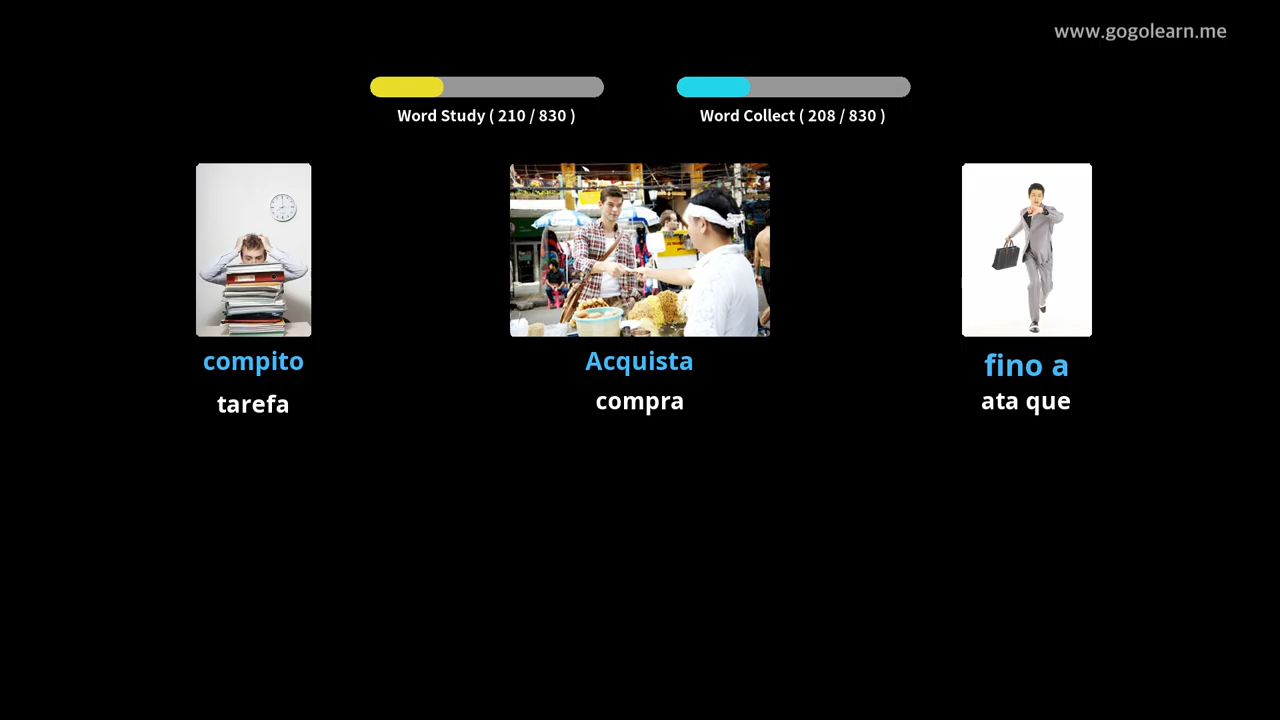 www.gogolearn.me
Word Study ( 210 / 830 )
Word Collect ( 208 / 830 )
compito
Acquista
fino a
tarefa
compra
ata que